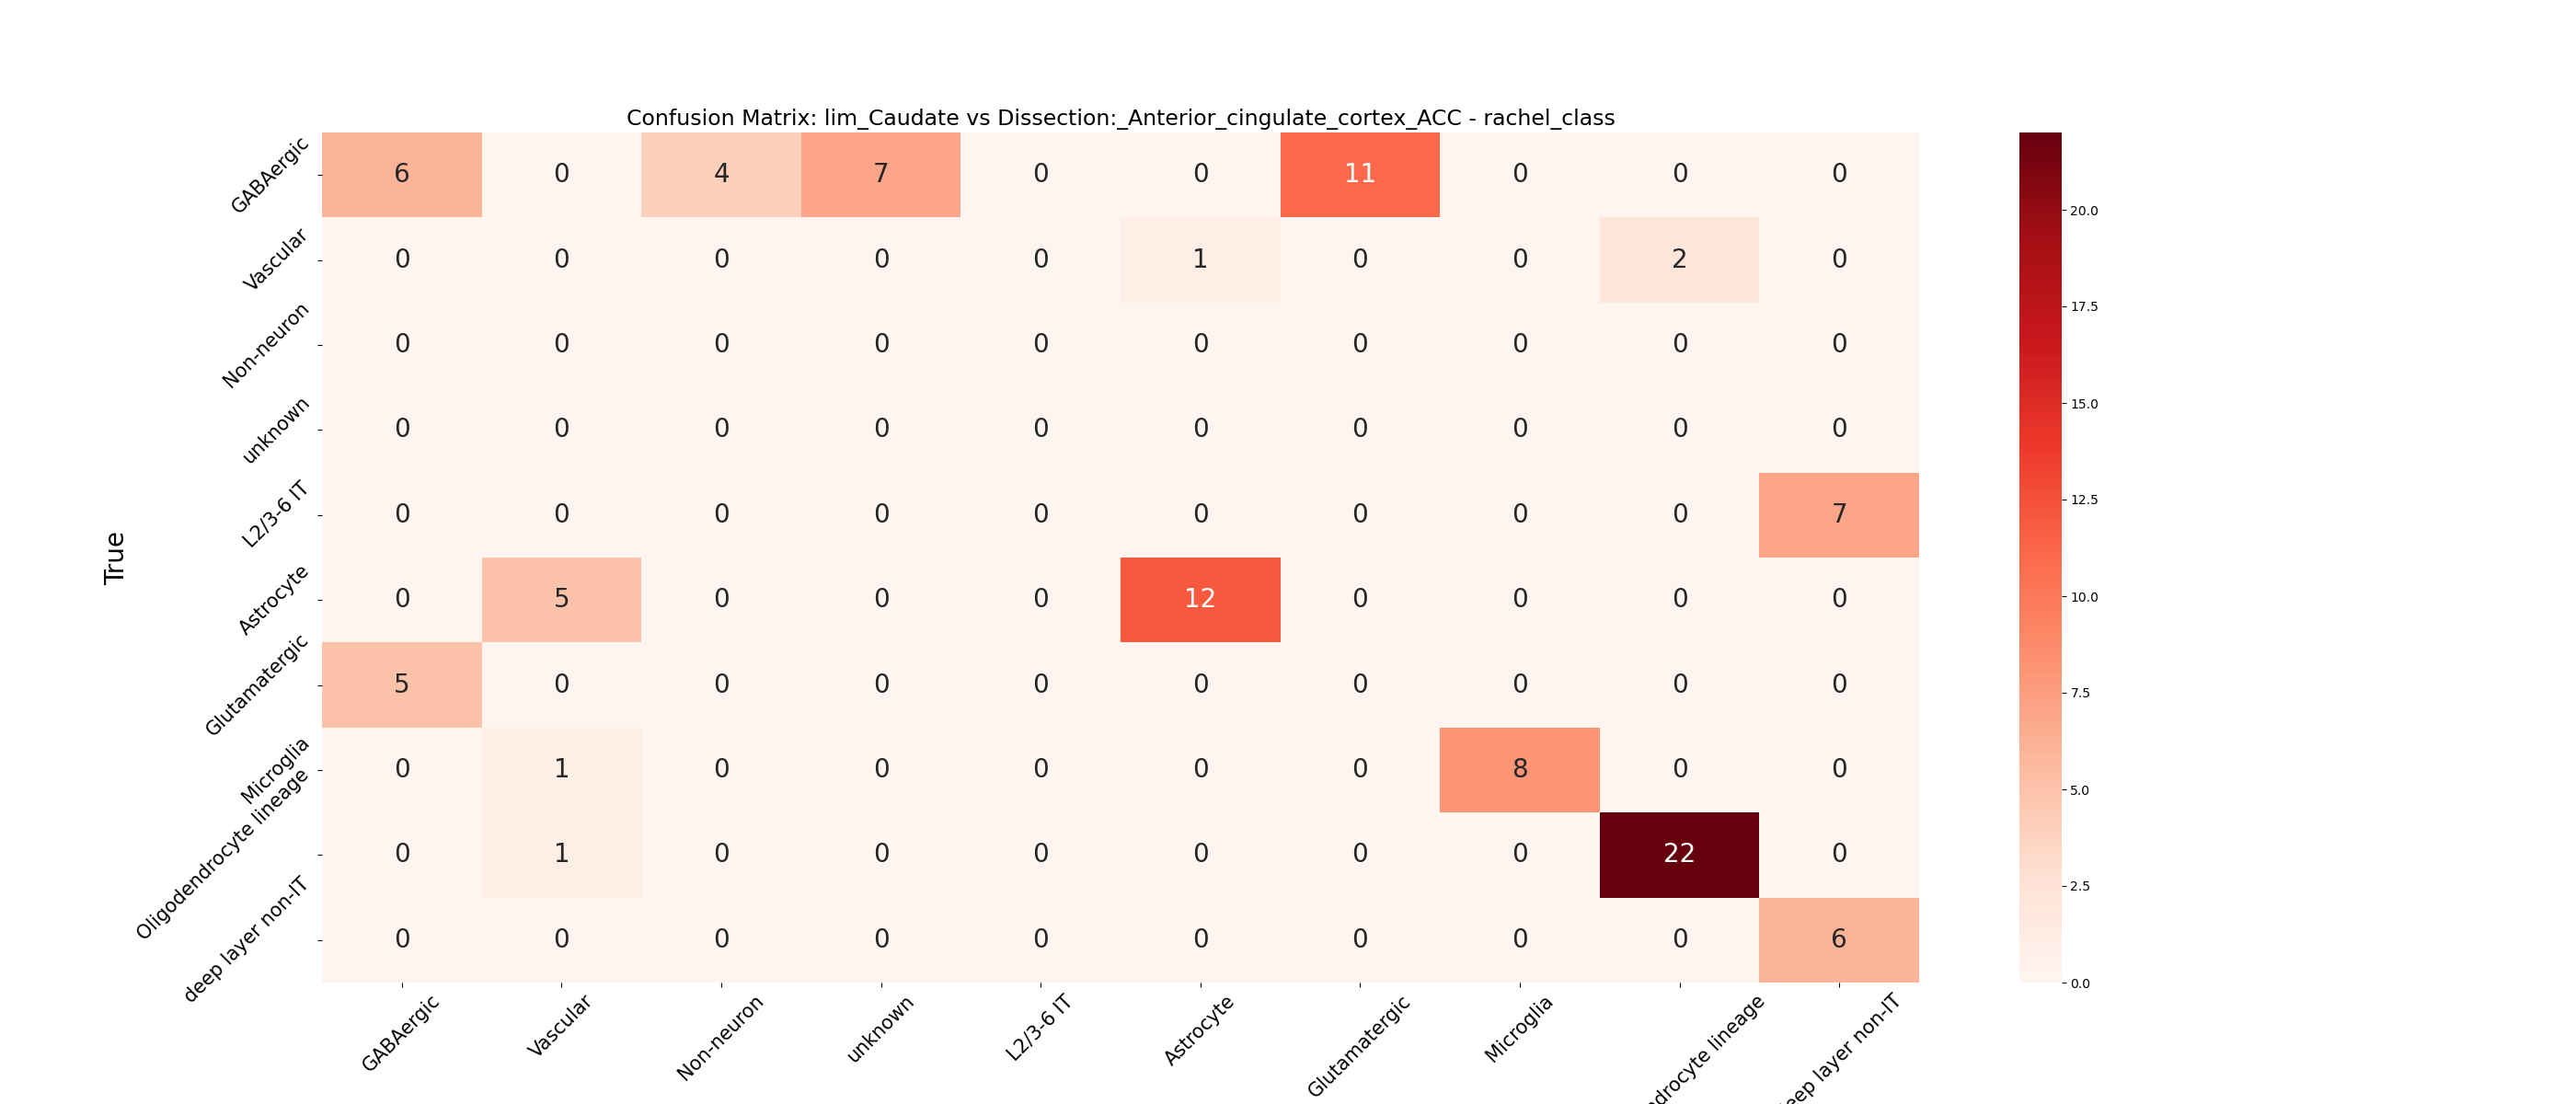 Confusion Matrix: lim_Caudate vs Dissection:_Anterior_cingulate_cortex_ACC - rachel_class
True
GABAergic 6 0 4 7 0 0 11 0 0 0
Vascular 0 0 0 0 0 1 0 0 2 0
Non-neuron 0 0 0 0 0 0 0 0 0 0
unknown 0 0 0 0 0 0 0 0 0 0
L2/3-6 IT 0 0 0 0 0 0 0 0 0 7
Astrocyte 0 5 0 0 0 12 0 0 0 0
Glutamatergic 5 0 0 0 0 0 0 0 0 0
Microglia 0 1 0 0 0 0 0 8 0 0
Oligodendrocyte lineage 0 1 0 0 0 0 0 0 22 0
deep layer non-IT 0 0 0 0 0 0 0 0 0 6
GABAergic
Vascular
Non-neuron
unknown
L2/3-6 IT
Astrocyte
Glutamatergic
Microglia
ndrocyte lineage
eep layer non-IT
20.0
17.5
15.0
12.5
10.0
7.5
5.0
2.5
0.0